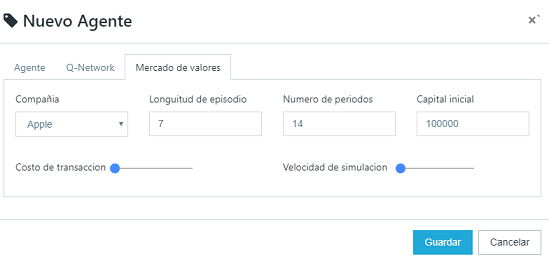 Nuevo Agente
Agente Q-Network Mercado de valores
Compañia Longuitud de episodio Numero de periodos Capital inicial
Apple 7 14 100000
Costo de transaccion Velocidad de simulacion
Guardar Cancelar